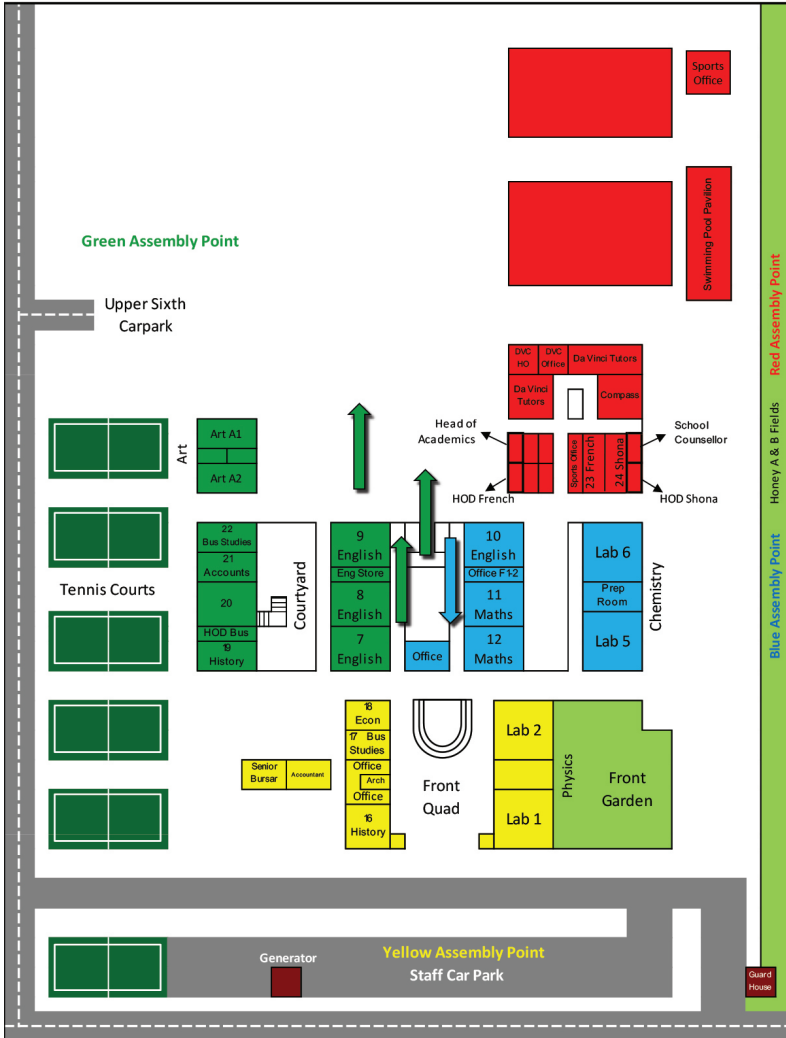 Sports
Office
Swimming Pool Pavilion
Red Assembly Point
Green Assembly Point
Upper Sixth
Carpark
DVC
HO
DVC
Office
Da Vinci Tutors
Da Vinci
Tutors
Compass
Head of
Academics
School
Counsellor
Sports Office
23 French
24 Shona
HOD French
HOD Shona
Honey A & B Fields
Art
Art A1
Art A2
22
Bus Studies
21
Accounts
20
HOD Bus
19
History
Courtyard
Tennis Courts
9
English
Eng Store
8
English
7
English
Office
10
English
Office F1-2
11
Maths
12
Maths
Lab 6
Prep
Room
Lab 5
Chemistry
Blue Assembly Point
18
Econ
17 Bus
Studies
Office
Arch
Office
16
History
Senior
Bursar
Accountant
Front
Quad
Lab 2
Lab 1
Physics
Front
Garden
Yellow Assembly Point
Staff Car Park
Generator
Guard
House